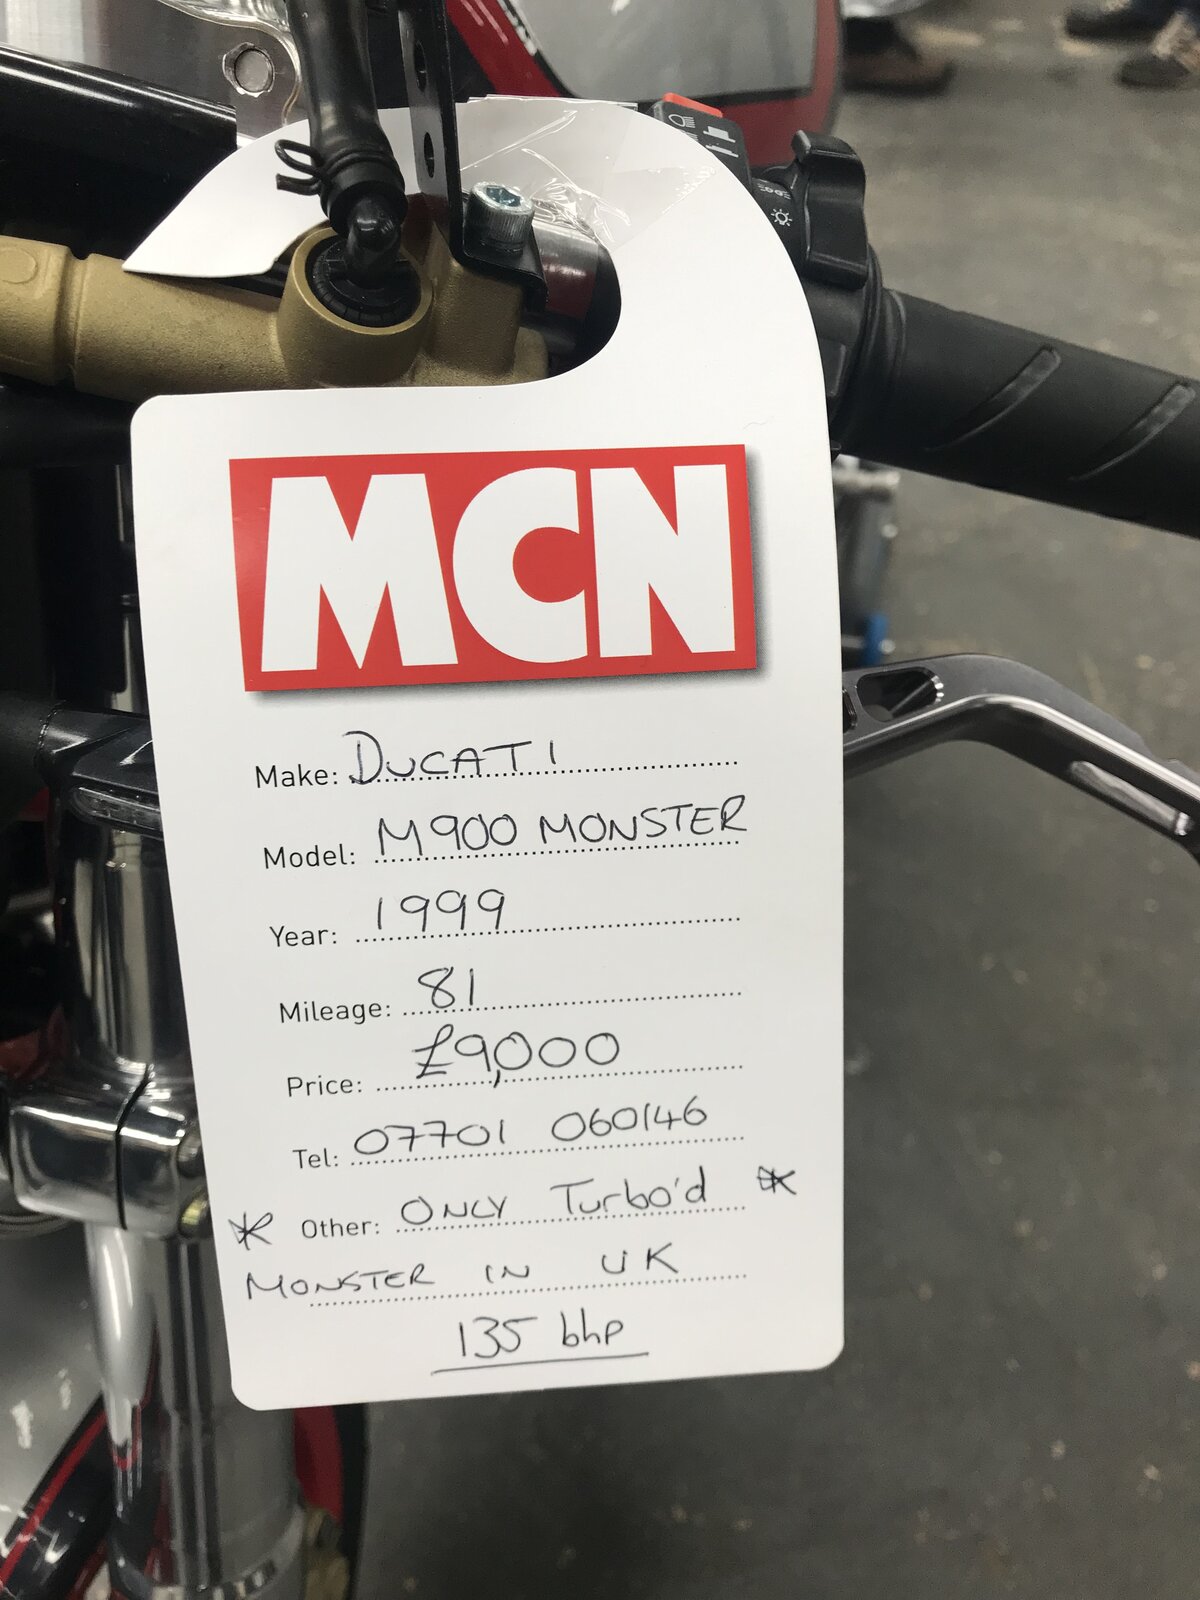 MCN
Make: DUCATI
Model: M900 MONSTER
Year: 1999
Mileage: 81
Price: £9,000
Tel: 07701 060146
* Other: ONLY Turbo'd *
MONSTER IN UK
135 bhp